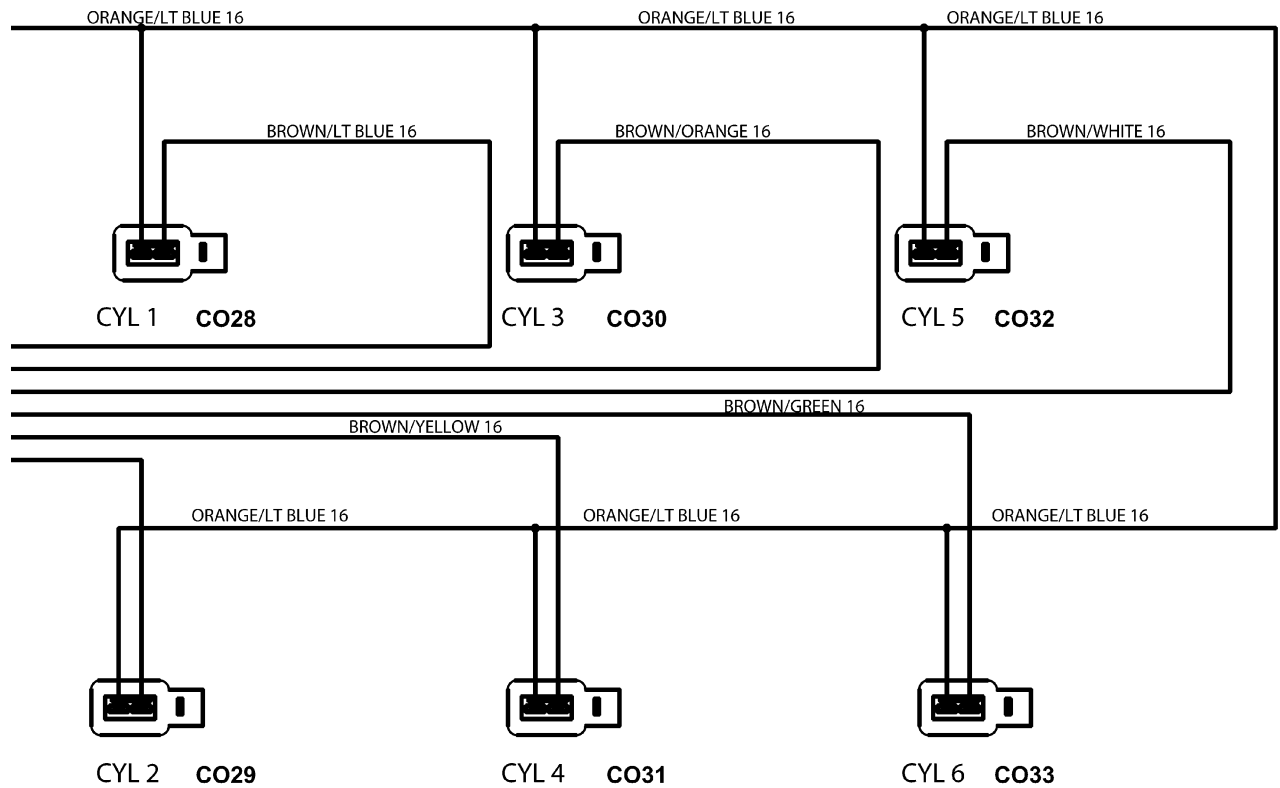 ORANGE/LT BLUE 16 ORANGE/LT BLUE 16 ORANGE/LT BLUE 16
BROWN/LT BLUE 16 BROWN/ORANGE 16 BROWN/WHITE 16
CYL 1 CO28 CYL 3 CO30 CYL 5 CO32
BROWN/GREEN 16
BROWN/YELLOW 16
ORANGE/LT BLUE 16 ORANGE/LT BLUE 16 ORANGE/LT BLUE 16
CYL 2 CO29 CYL 4 CO31 CYL 6 CO33